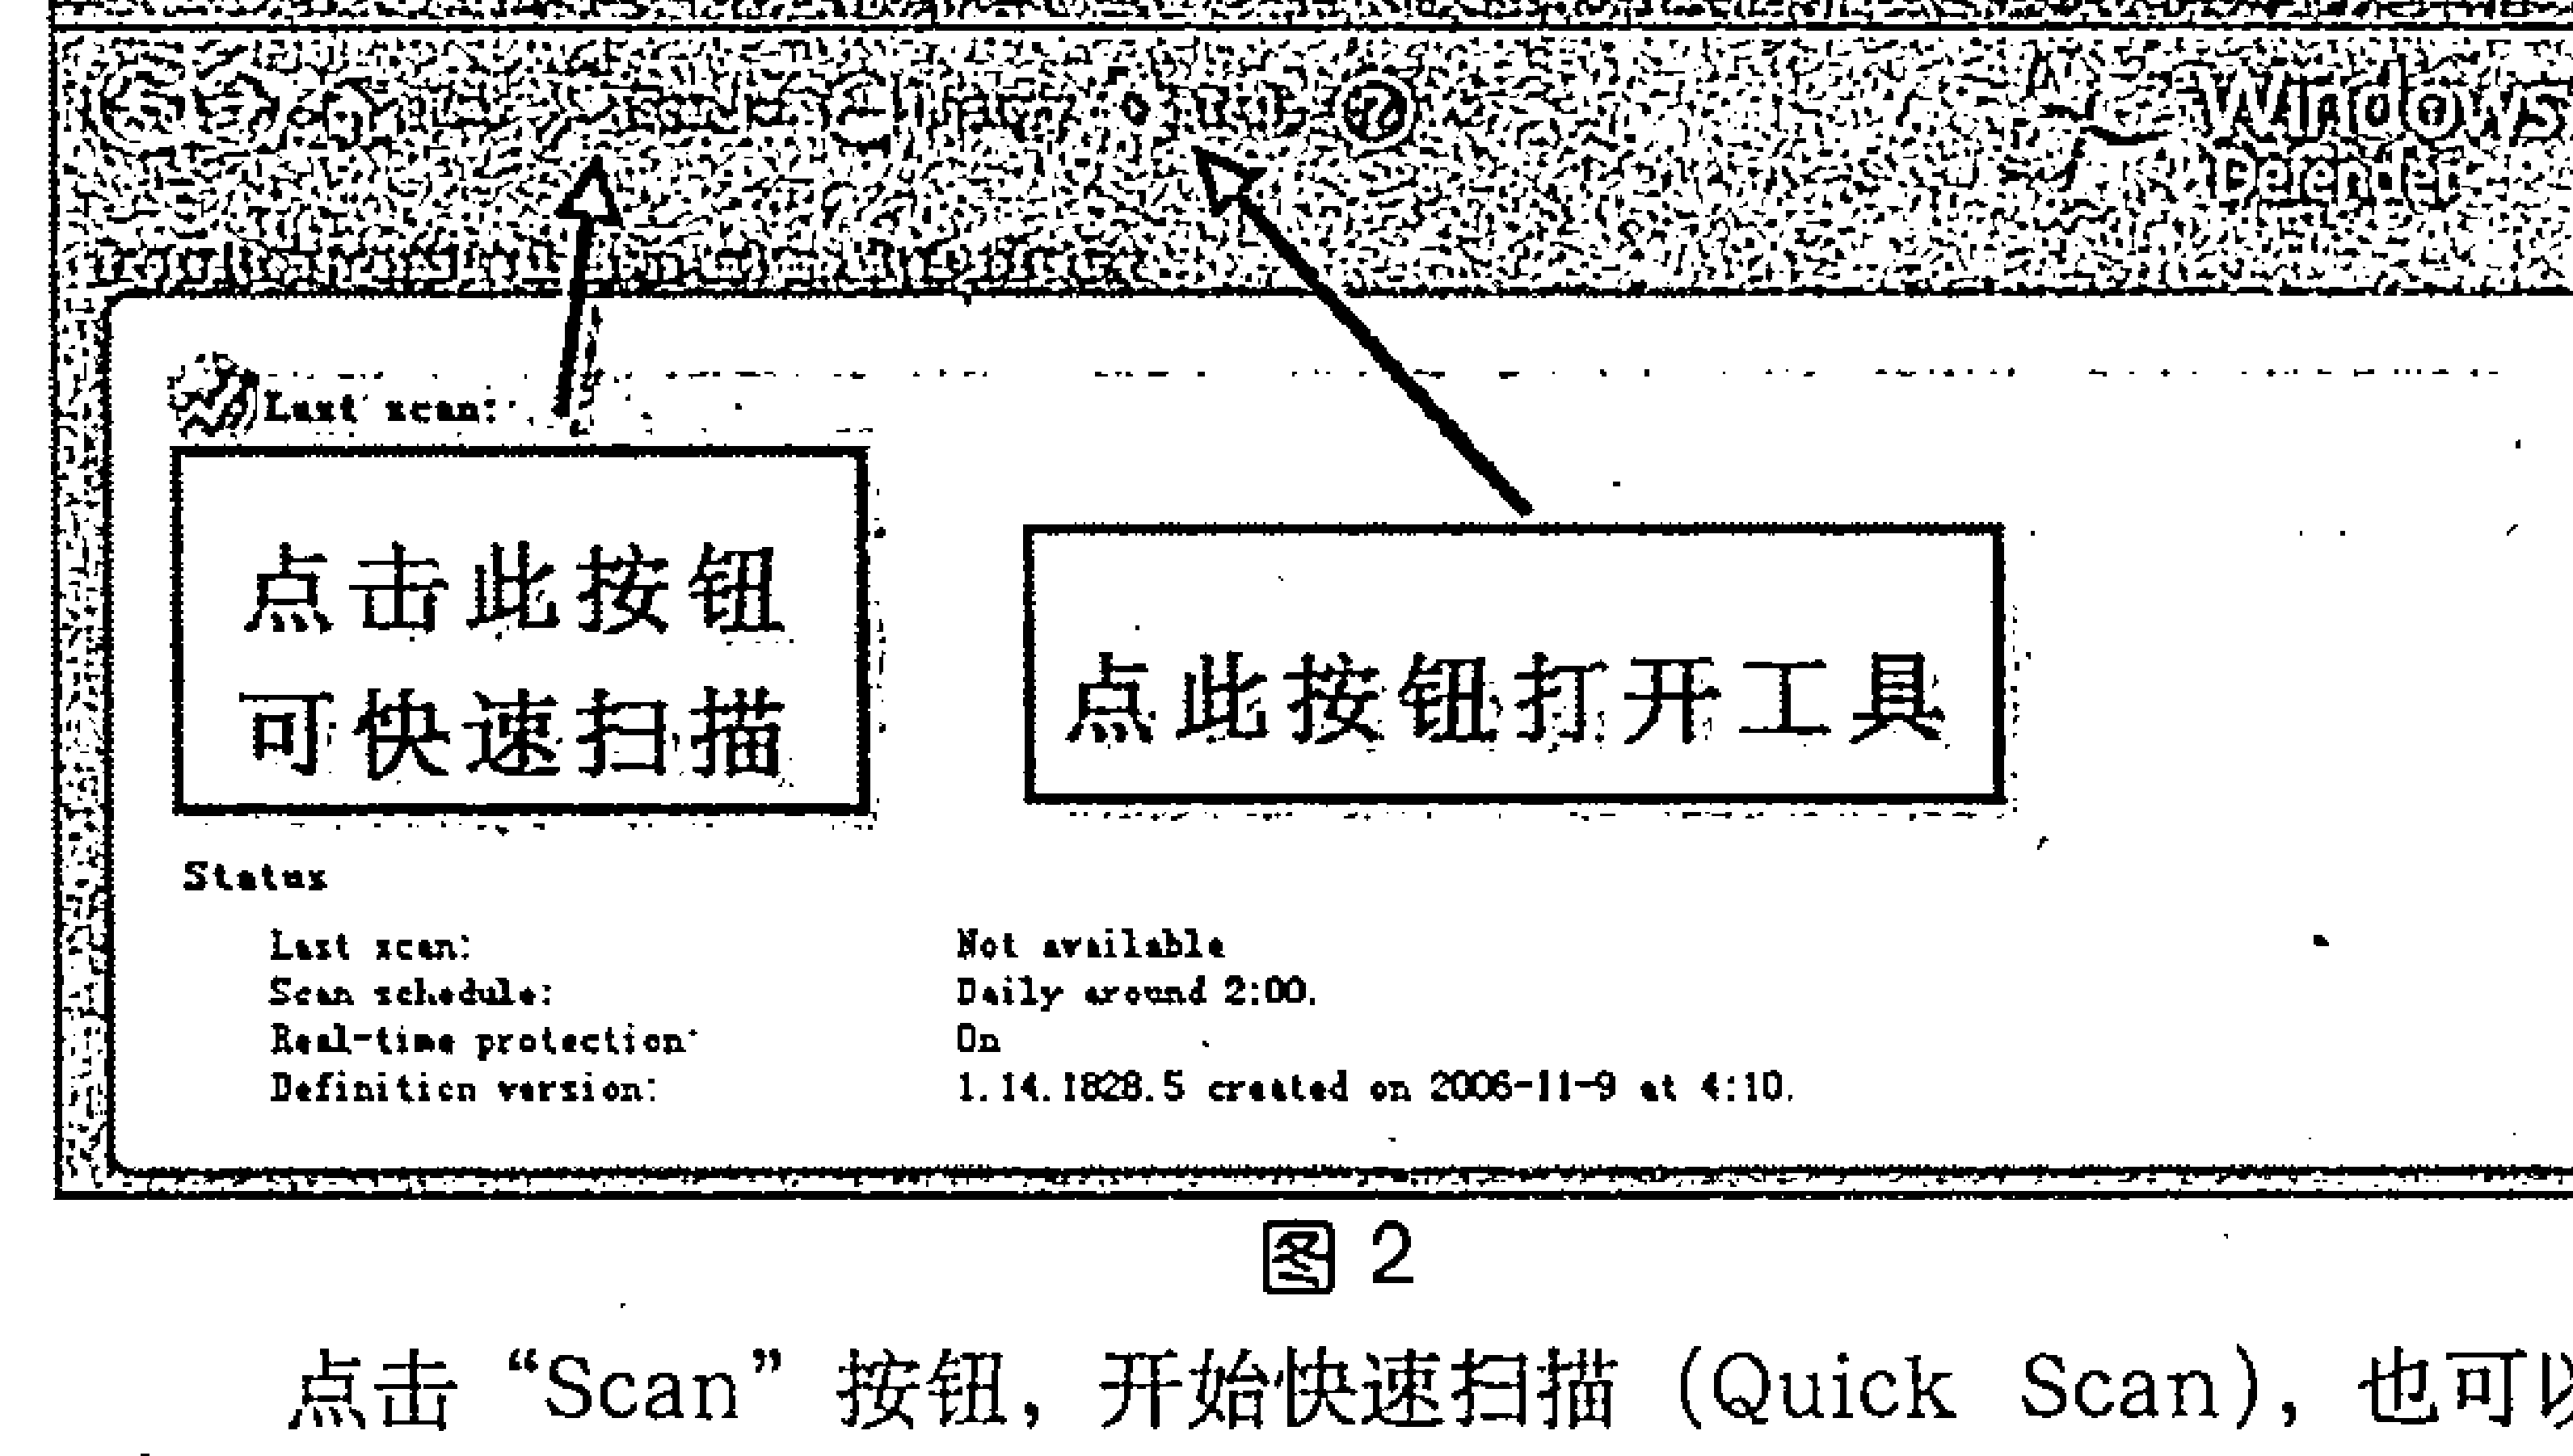 Windows
Defender
Last scan:
点击此按钮
可快速扫描
点此按钮打开工具
Status
Last scan: Not available
Scan schedule: Daily around 2:00.
Real-time protection: On
Definition version: 1.14.1828.5 created on 2006-11-9 at 4:10.
图 2
点击 “Scan” 按钮，开始快速扫描 (Quick Scan)，也可以